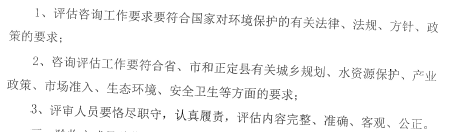 1、评估咨询工作要求要符合国家对环境保护的有关法律、法规、方针、政
策的要求；
2、咨询评估工作要符合省、市和正定县有关城乡规划、水资源保护、产业
政策、市场准入、生态环境、安全卫生等方面的要求；
3、评审人员要恪尽职守，认真履责，评估内容完整、准确、客观、公正。